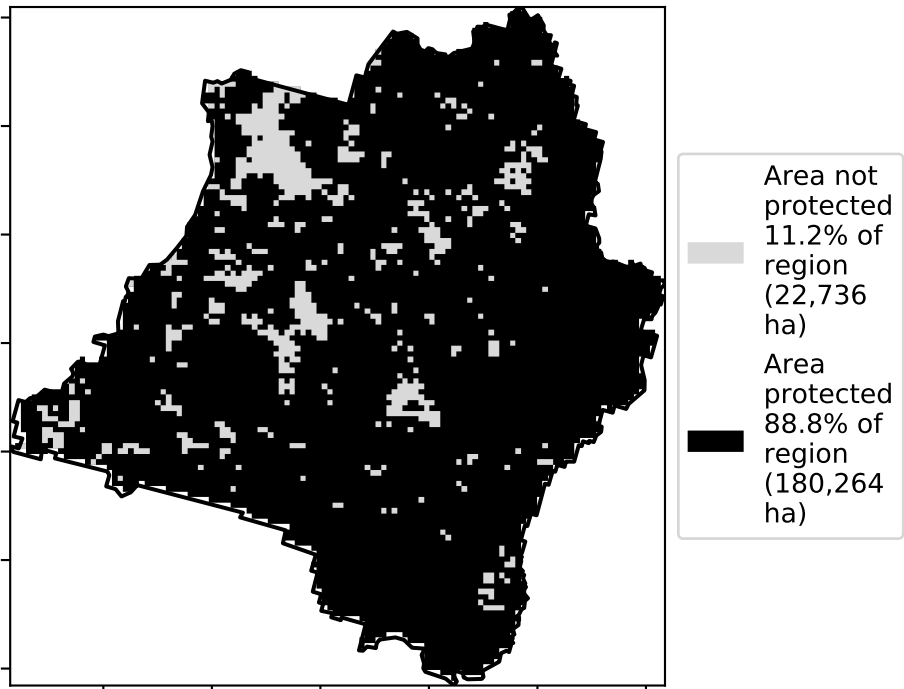 Area not
protected
11.2% of
region
(22,736
ha)
Area
protected
88.8% of
region
(180,264
ha)